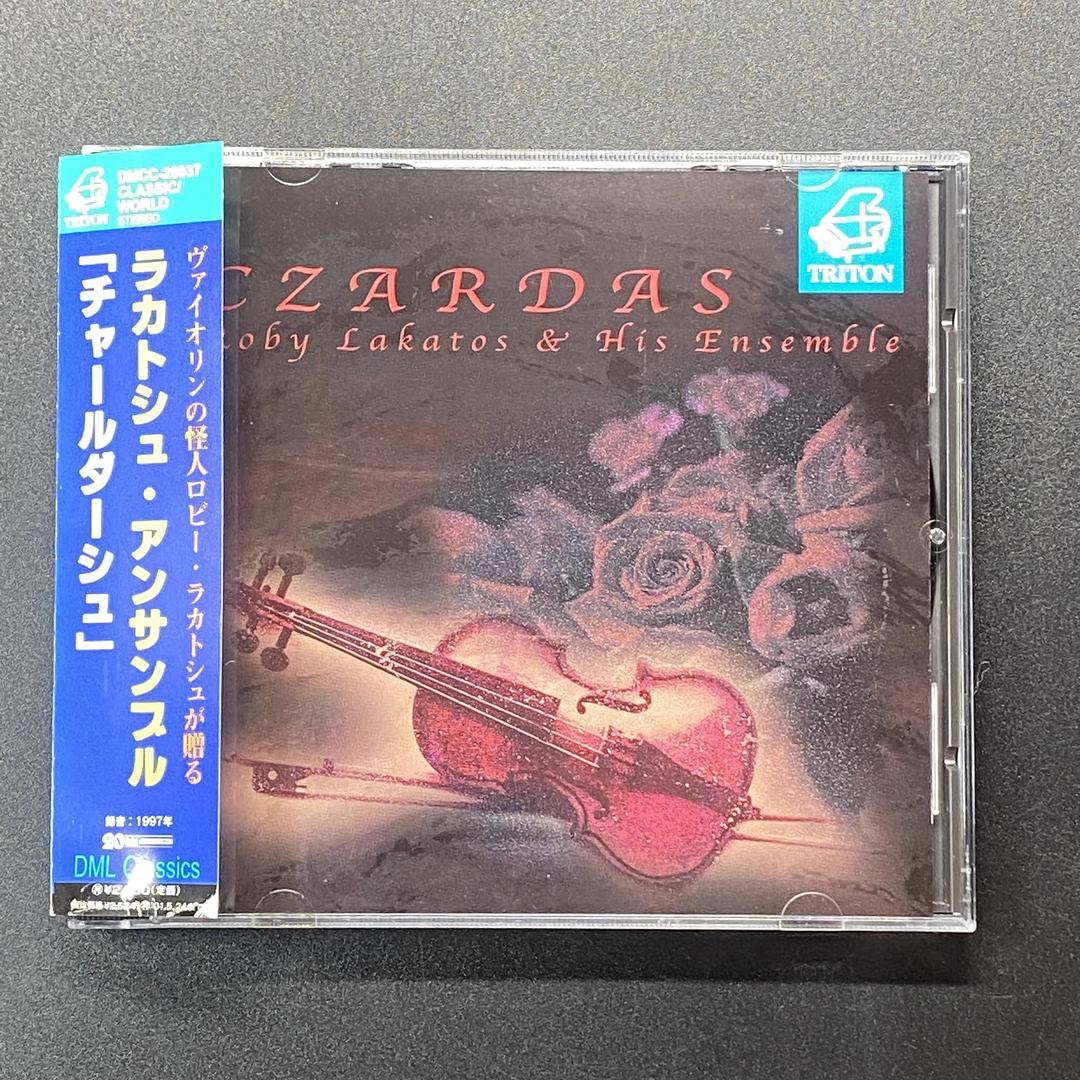 TRITON
DMCC-26037
CLASSIC/
WORLD
STEREO
ヴァイオリンの怪人ロビー・ラカトシュが贈る
ラカトシュ・アンサンブル
「チャールダーシュ」
録音：1997年
DML Classics
(定価)
CZARDAS
Roby Lakatos & His Ensemble
TRITON